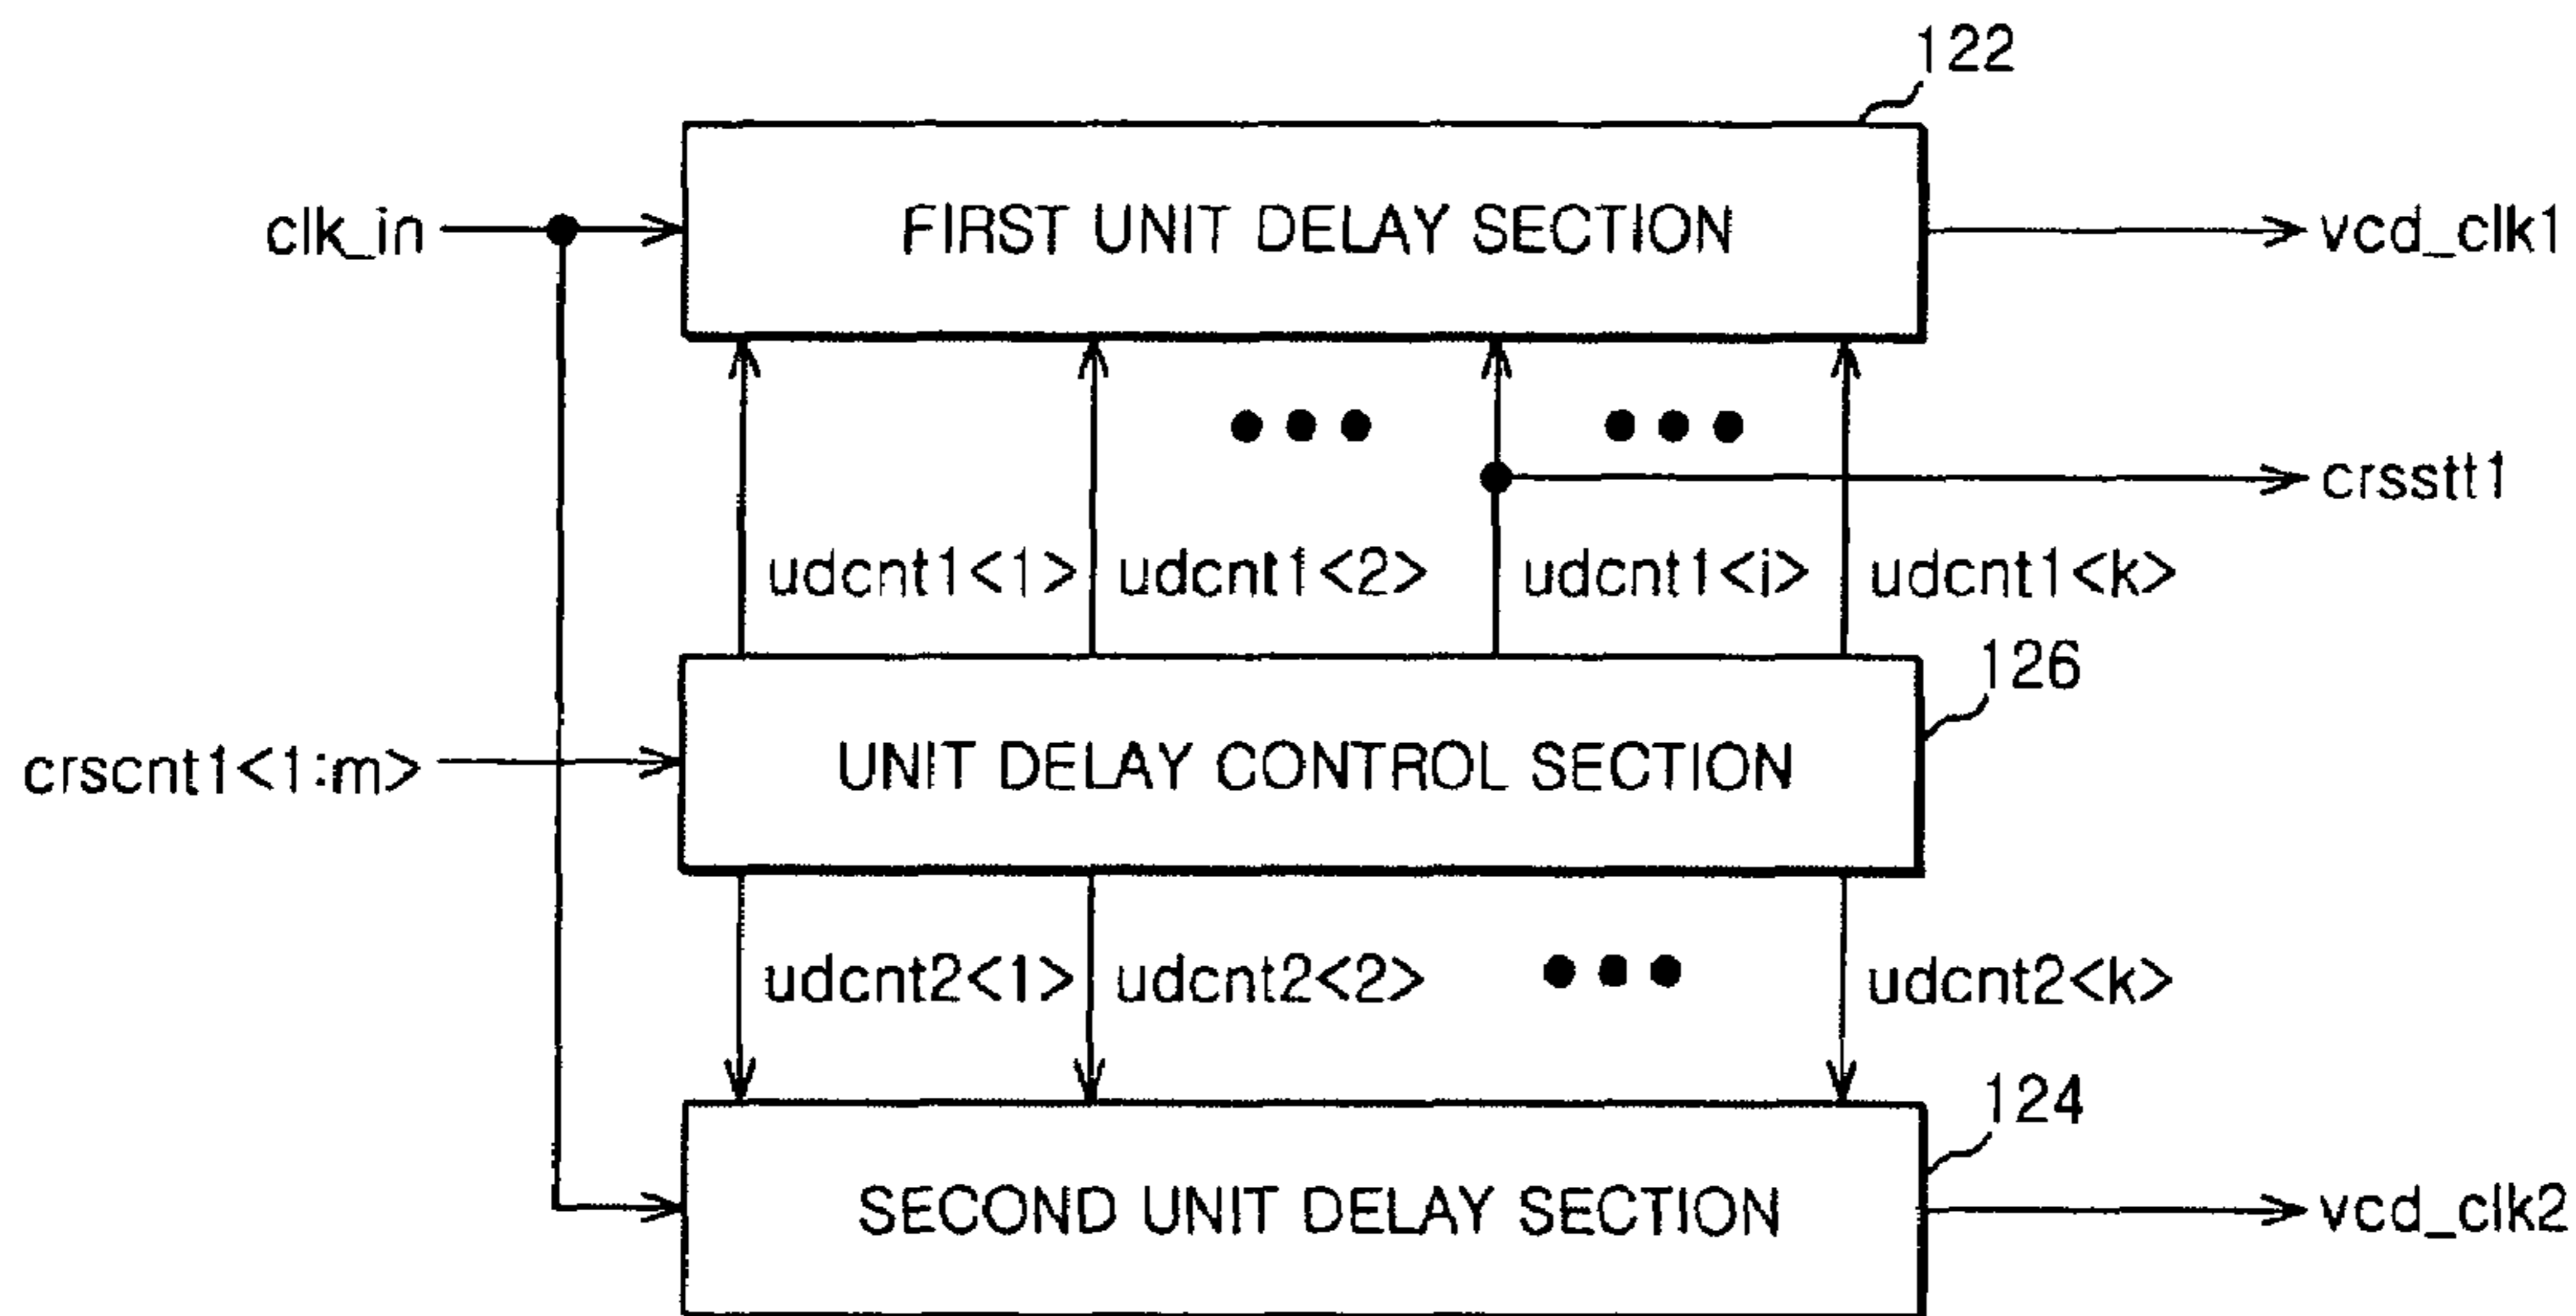 122
clk_in
FIRST UNIT DELAY SECTION
vcd_clk1
crsstt1
udcnt1<1>
udcnt1<2>
udcnt1<i>
udcnt1<k>
126
crscnt1<1:m>
UNIT DELAY CONTROL SECTION
udcnt2<1>
udcnt2<2>
udcnt2<k>
124
SECOND UNIT DELAY SECTION
vcd_clk2